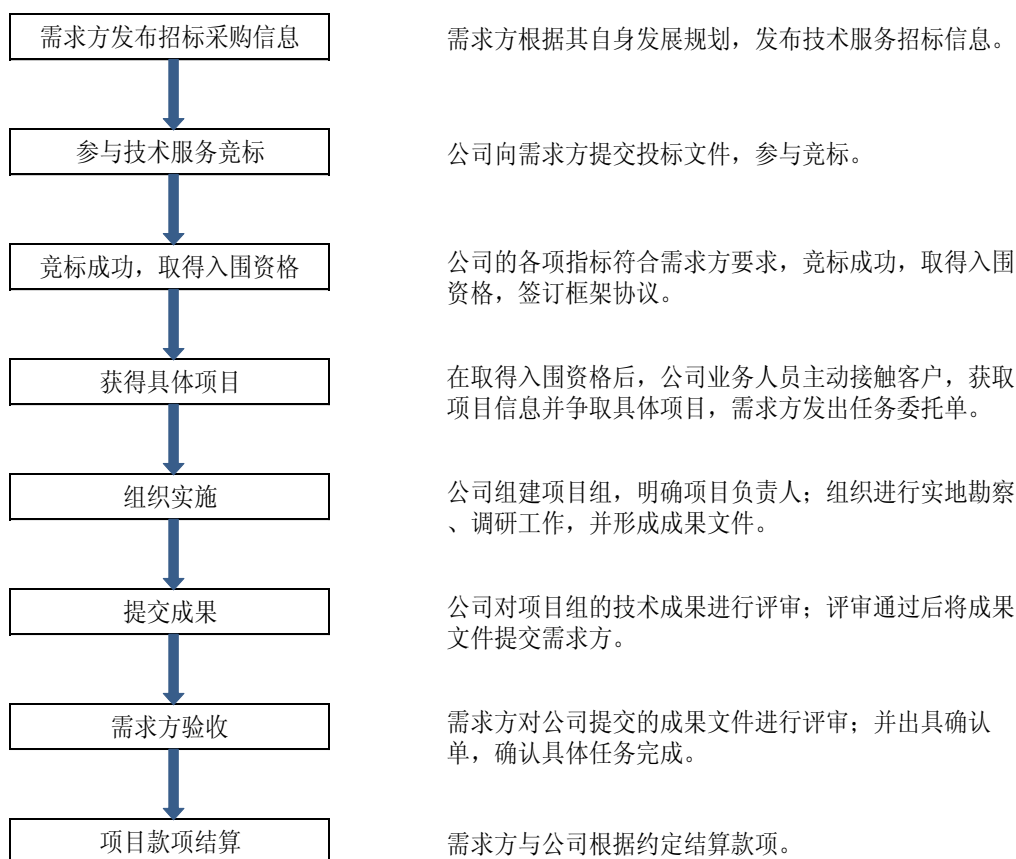 需求方发布招标采购信息
需求方根据其自身发展规划，发布技术服务招标信息。
参与技术服务竞标
公司向需求方提交投标文件，参与竞标。
竞标成功，取得入围资格
公司的各项指标符合需求方要求，竞标成功，取得入围
资格，签订框架协议。
获得具体项目
在取得入围资格后，公司业务人员主动接触客户，获取
项目信息并争取具体项目，需求方发出任务委托单。
组织实施
公司组建项目组，明确项目负责人；组织进行实地勘察
、调研工作，并形成成果文件。
提交成果
公司对项目组的技术成果进行评审；评审通过后将成果
文件提交需求方。
需求方验收
需求方对公司提交的成果文件进行评审；并出具确认
单，确认具体任务完成。
项目款项结算
需求方与公司根据约定结算款项。